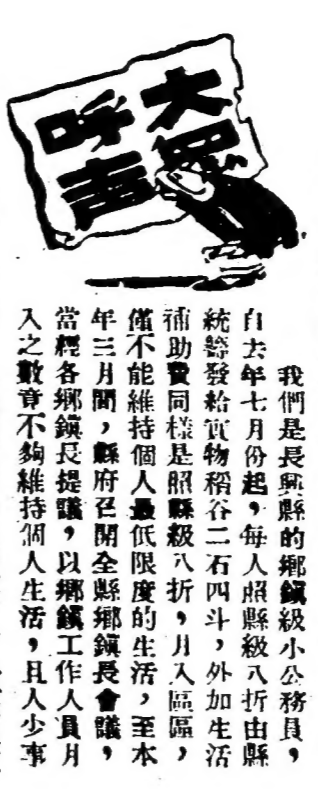 大眾
呼声
我們是長興縣的鄉鎮級小公務員，
自去年七月份起，每人照縣級八折由縣
統籌發給實物稻谷二石四斗，外加生活
補助費同樣是照縣級八折，月入區區，
僅不能維持個人最低限度的生活，至本
年三月間，縣府召開全縣鄉鎮長會議，
當經各鄉鎮長提議，以鄉鎮工作人員月
入之數竟不夠維持個人生活，且人少事